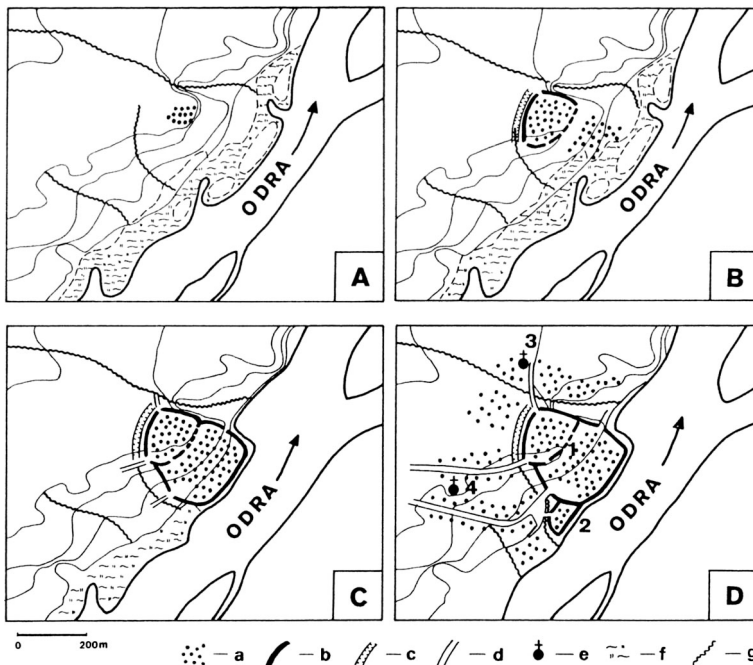 ODRA
A
ODRA
B
ODRA
C
3
1
4
2
ODRA
D
0 200m
— a — b — c — d — e — f — g